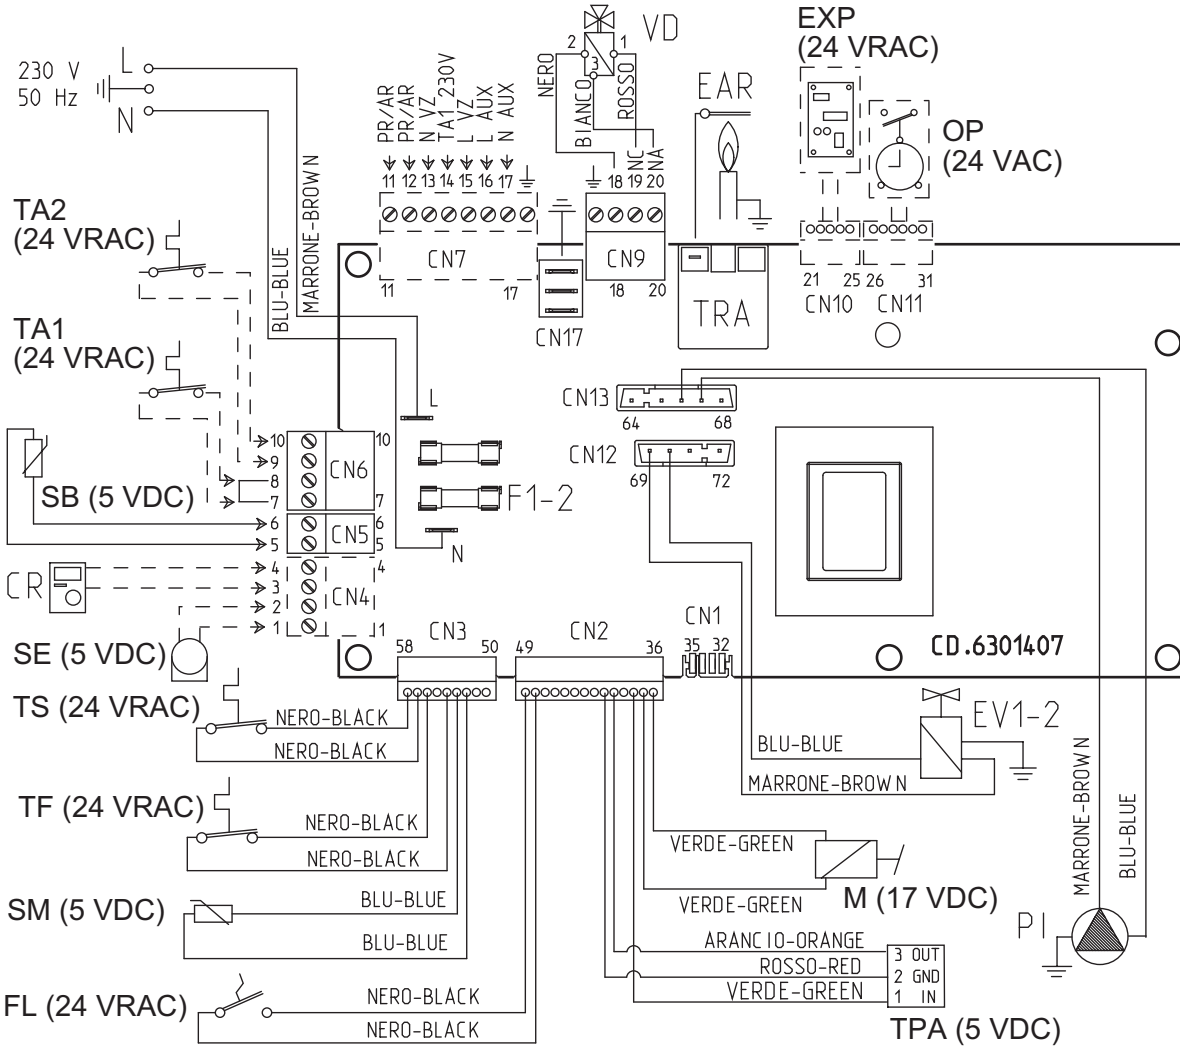 230 V
50 Hz
L
N
MARRONE-BROWN
BLU-BLUE
PR/AR
PR/AR
N VZ
TA1 230V
L VZ
L AUX
N AUX
11 12 13 14 15 16 17
CN7
11 17
NERO
BIANCO
ROSSO
2 1
3
VD
18 19 20
NC
NA
CN9
18 20
CN17
EAR
TRA
EXP
(24 VRAC)
OP
(24 VAC)
21 25 26 31
CN10 CN11
TA2
(24 VRAC)
TA1
(24 VRAC)
SB (5 VDC)
CR
SE (5 VDC)
10
9
8
7
6
5
4
3
2
1
10
CN6
7
6
CN5
5
4
CN4
1
L
F1-2
N
CN13
64 68
CN12
69 72
CD.6301407
58 CN3 50
49 CN2 36
CN1
35 32
TS (24 VRAC)
NERO-BLACK
NERO-BLACK
TF (24 VRAC)
NERO-BLACK
NERO-BLACK
SM (5 VDC)
BLU-BLUE
BLU-BLUE
FL (24 VRAC)
NERO-BLACK
NERO-BLACK
EV1-2
BLU-BLUE
MARRONE-BROWN
VERDE-GREEN
VERDE-GREEN
M (17 VDC)
ARANCIO-ORANGE
ROSSO-RED
VERDE-GREEN
3 OUT
2 GND
1 IN
TPA (5 VDC)
MARRONE-BROWN
BLU-BLUE
PI